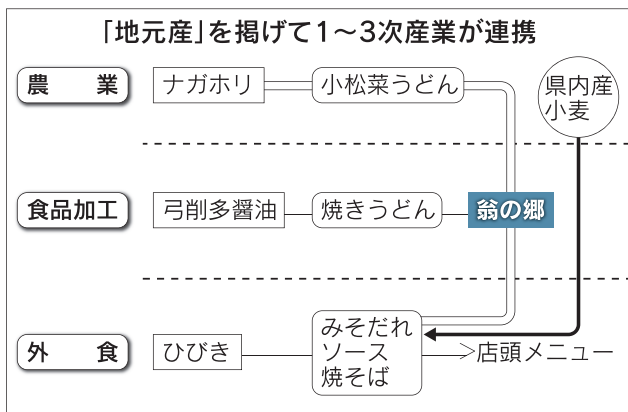 「地元産」を掲げて1～3次産業が連携
農　業
ナガホリ
小松菜うどん
県内産
小麦
食品加工
弓削多醤油
焼きうどん
翁の郷
外　食
ひびき
みそだれ
ソース
焼そば
店頭メニュー